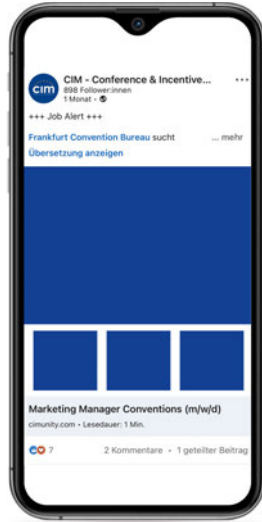 cim
CIM - Conference & Incentive...
898 Follower:innen
1 Monat •
+++ Job Alert +++
Frankfurt Convention Bureau sucht ... mehr
Übersetzung anzeigen
Marketing Manager Conventions (m/w/d)
cimunity.com • Lesedauer: 1 Min.
7 2 Kommentare • 1 geteilter Beitrag